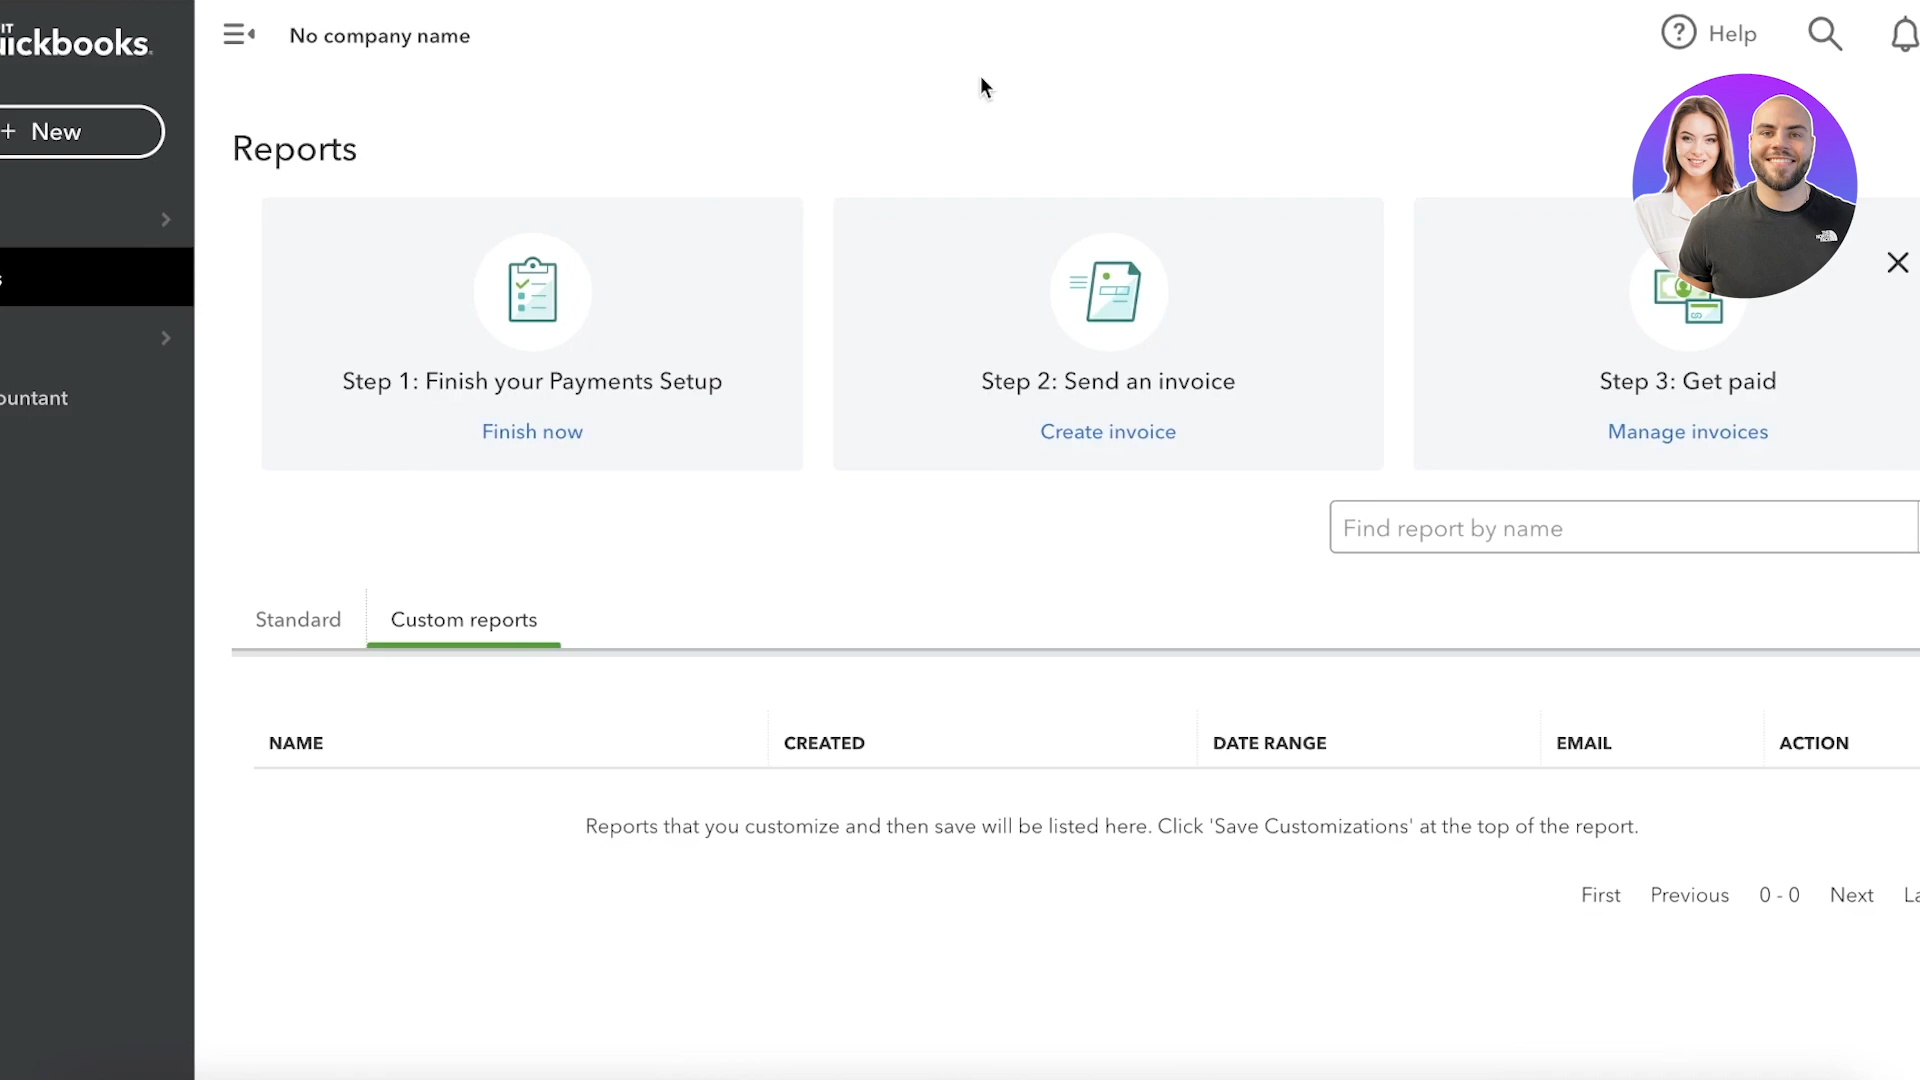 uickbooks.
No company name
Help
+ New
Reports
Step 1: Finish your Payments Setup
Finish now
Step 2: Send an invoice
Create invoice
Step 3: Get paid
Manage invoices
ountant
Find report by name
Standard
Custom reports
NAME
CREATED
DATE RANGE
EMAIL
ACTION
Reports that you customize and then save will be listed here. Click 'Save Customizations' at the top of the report.
First
Previous
0 - 0
Next
La